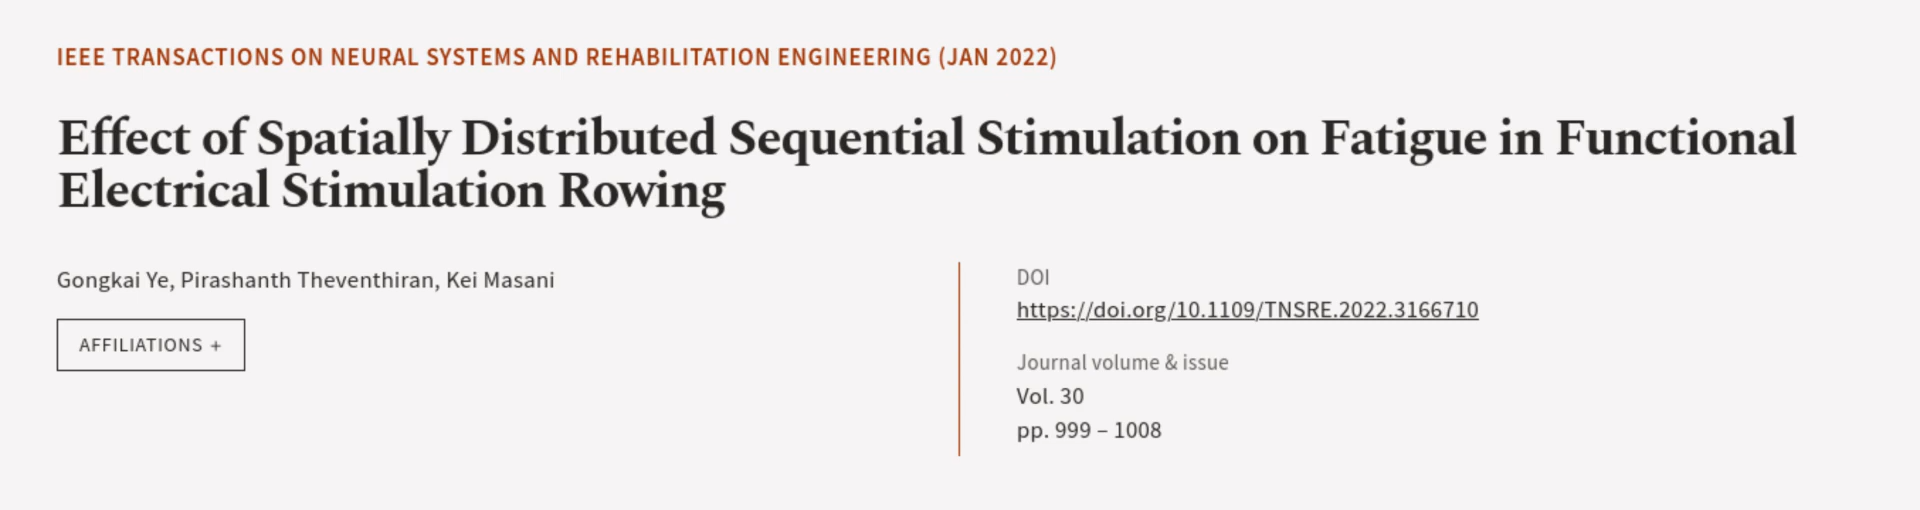 IEEE TRANSACTIONS ON NEURAL SYSTEMS AND REHABILITATION ENGINEERING (JAN 2022)
Effect of Spatially Distributed Sequential Stimulation on Fatigue in Functional
Electrical Stimulation Rowing
Gongkai Ye, Pirashanth Theventhiran, Kei Masani
AFFILIATIONS +
DOI
https://doi.org/10.1109/TNSRE.2022.3166710
Journal volume & issue
Vol. 30
pp. 999 – 1008